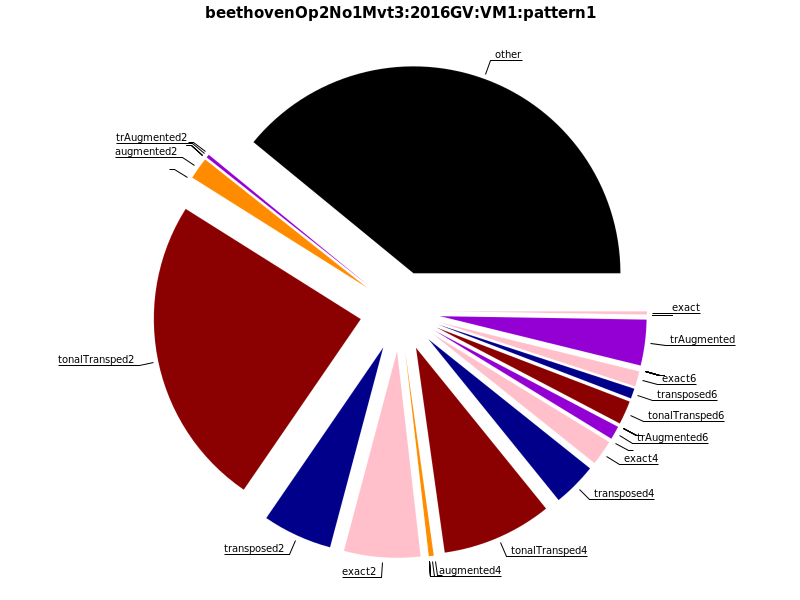 beethovenOp2No1Mvt3:2016GV:VM1:pattern1
other
trAugmented2
augmented2
tonalTransped2
transposed2
exact2
augmented4
tonalTransped4
transposed4
exact4
trAugmented6
tonalTransped6
transposed6
exact6
trAugmented
exact